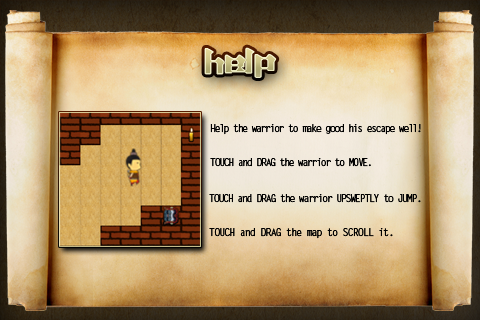 help
Help the warrior to make good his escape well!
TOUCH and DRAG the warrior to MOVE.
TOUCH and DRAG the warrior UPSWEPTLY to JUMP.
TOUCH and DRAG the map to SCROLL it.